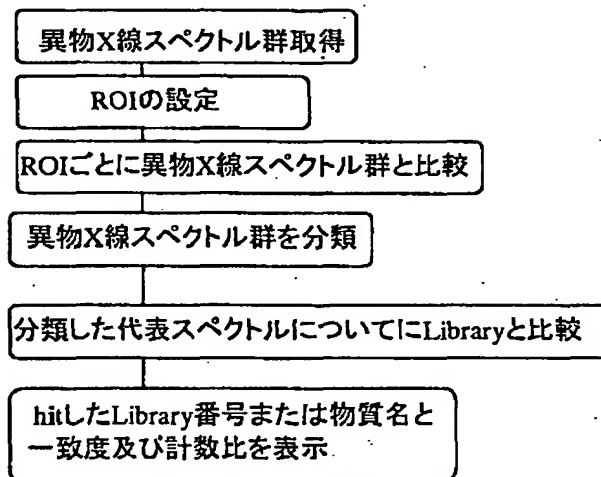 異物X線スペクトル群取得
ROIの設定
ROIごとに異物X線スペクトル群と比較
異物X線スペクトル群を分類
分類した代表スペクトルについてにLibraryと比較
hitしたLibrary番号または物質名と
一致度及び計数比を表示